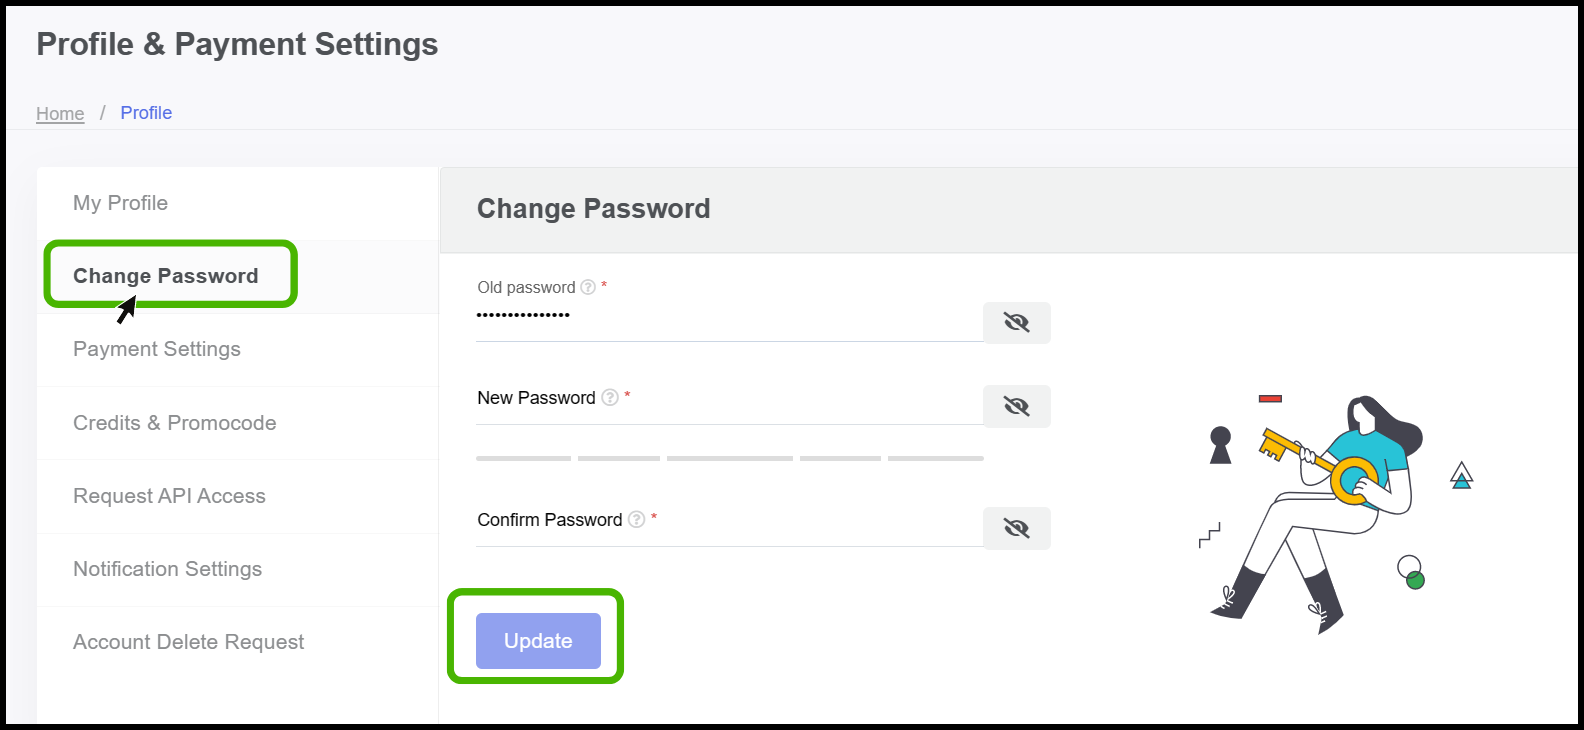 Profile & Payment Settings
Home / Profile
My Profile
Change Password
Payment Settings
Credits & Promocode
Request API Access
Notification Settings
Account Delete Request
Change Password
Old password ? *
•••••••••••••••
New Password ? *
Confirm Password ? *
Update